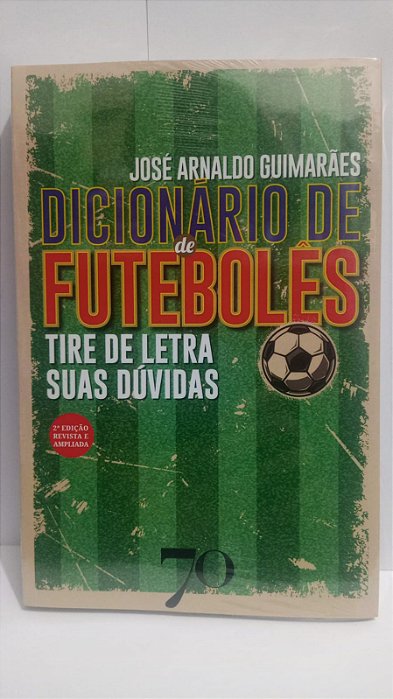 JOSÉ ARNALDO GUIMARÃES
DICIONÁRIO DE
de
FUTEBOLÊS
TIRE DE LETRA
SUAS DÚVIDAS
2ª EDIÇÃO
REVISTA E
AMPLIADA
70